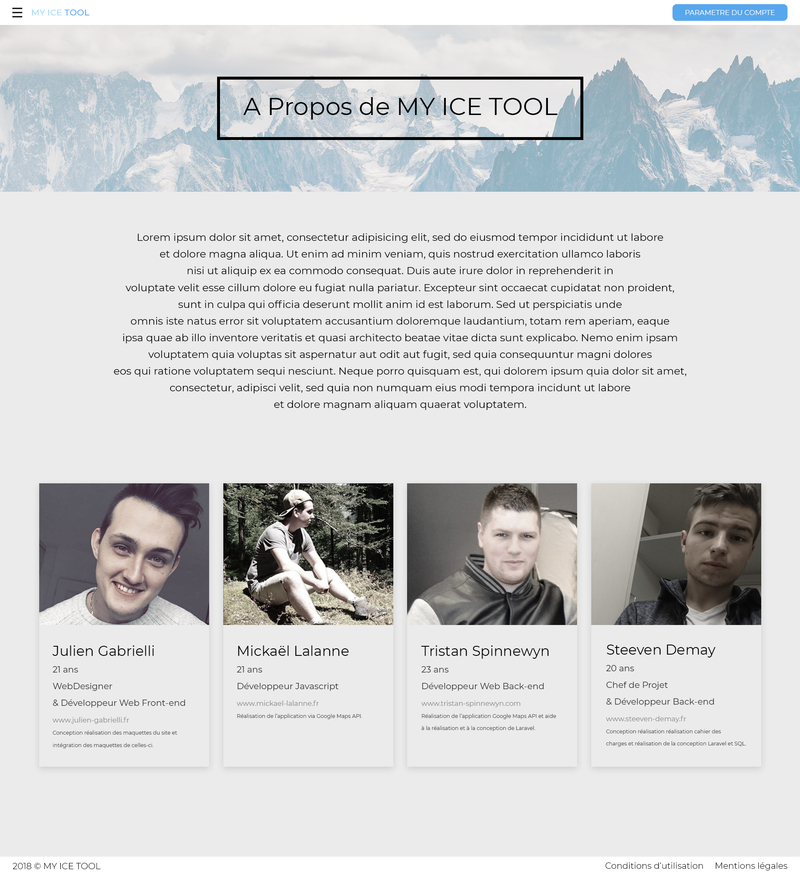 MY ICE TOOL
PARAMETRE DU COMPTE
A Propos de MY ICE TOOL
Lorem ipsum dolor sit amet, consectetur adipisicing elit, sed do eiusmod tempor incididunt ut labore
et dolore magna aliqua. Ut enim ad minim veniam, quis nostrud exercitation ullamco laboris
nisi ut aliquip ex ea commodo consequat. Duis aute irure dolor in reprehenderit in
voluptate velit esse cillum dolore eu fugiat nulla pariatur. Excepteur sint occaecat cupidatat non proident,
sunt in culpa qui officia deserunt mollit anim id est laborum. Sed ut perspiciatis unde
omnis iste natus error sit voluptatem accusantium doloremque laudantium, totam rem aperiam, eaque
ipsa quae ab illo inventore veritatis et quasi architecto beatae vitae dicta sunt explicabo. Nemo enim ipsam
voluptatem quia voluptas sit aspernatur aut odit aut fugit, sed quia consequuntur magni dolores
eos qui ratione voluptatem sequi nesciunt. Neque porro quisquam est, qui dolorem ipsum quia dolor sit amet,
consectetur, adipisci velit, sed quia non numquam eius modi tempora incidunt ut labore
et dolore magnam aliquam quaerat voluptatem.
Julien Gabrielli
21 ans
WebDesigner
& Développeur Web Front-end
www.julien-gabrielli.fr
Conception réalisation des maquettes du site et
intégration des maquettes de celles-ci.
Mickaël Lalanne
21 ans
Développeur Javascript
www.mickael-lalanne.fr
Réalisation de l'application via Google Maps API
Tristan Spinnewyn
23 ans
Développeur Web Back-end
www.tristan-spinnewyn.com
Réalisation de l'application Google Maps API et aide
à la réalisation et à la conception de Laravel.
Steeven Demay
20 ans
Chef de Projet
& Développeur Back-end
www.steeven-demay.fr
Conception réalisation réalisation cahier des
charges et réalisation de la conception Laravel et SQL.
2018 © MY ICE TOOL
Conditions d'utilisation
Mentions légales